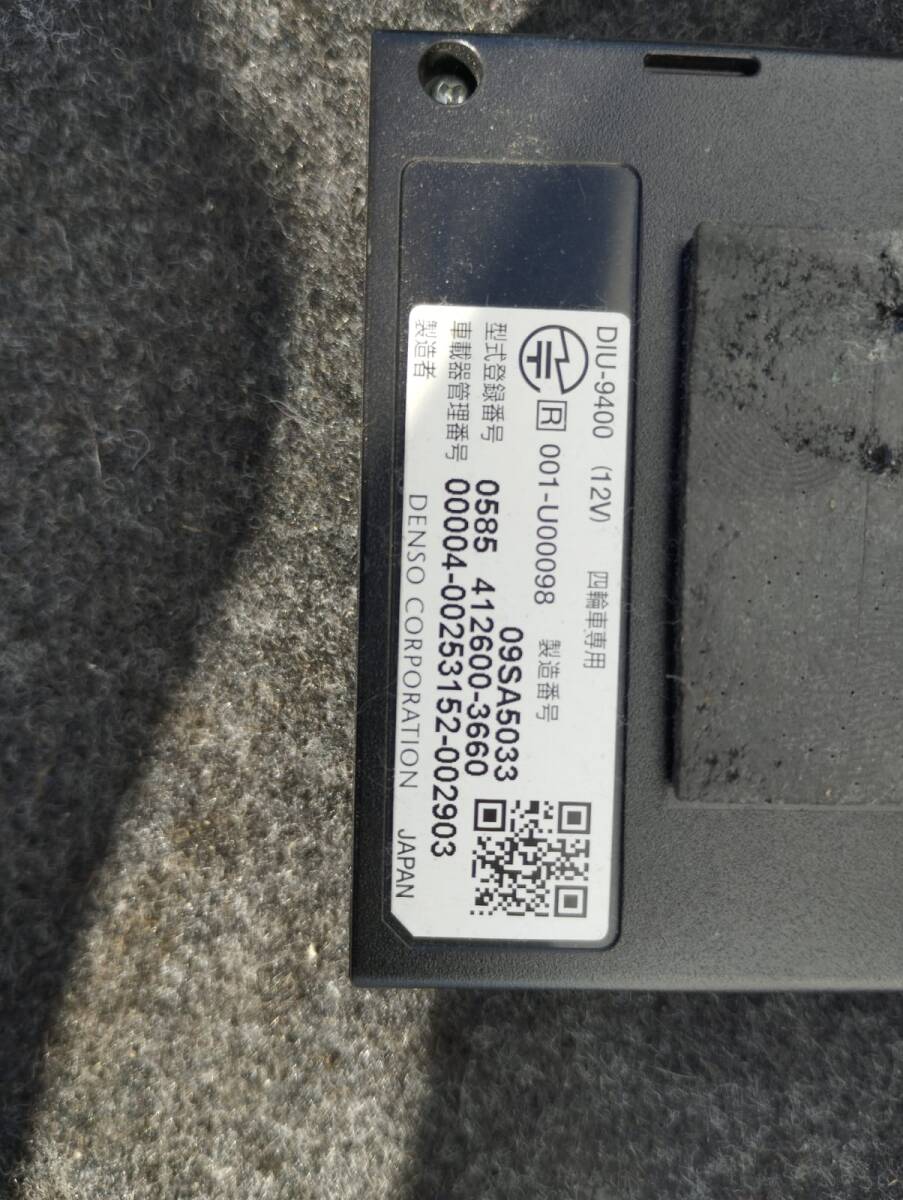 DIU-9400 (12V) 四輪車専用
R 001-U00098 製造番号
09SA5033
型式登録番号 0585 412600-3660
車載器管理番号 00004-00253152-002903
製造者 DENSO CORPORATION JAPAN